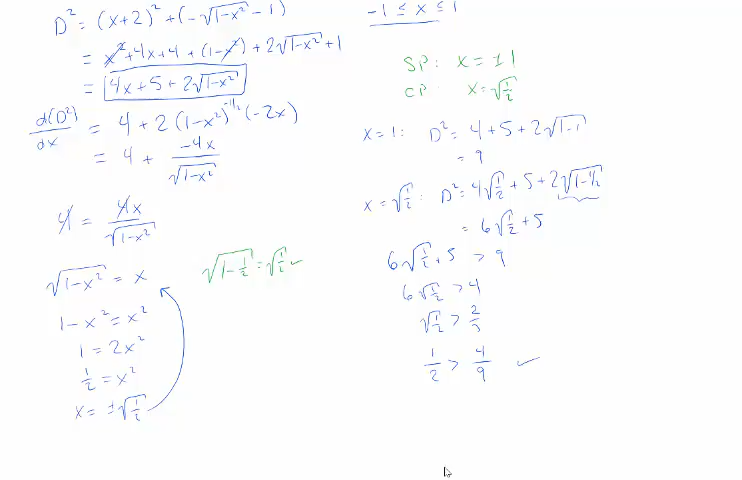 D² = (x+2)² + (-√(1-x²) - 1)²
= x² + 4x + 4 + (1-x²) + 2√(1-x²) + 1
= 4x + 5 + 2√(1-x²)
d(D²)/dx = 4 + 2(1-x²)^(-1/2) (-2x)
= 4 + -4x/√(1-x²)
4 = 4x/√(1-x²)
√(1-x²) = x
1-x² = x²
1 = 2x²
1/2 = x²
x = ±√(1/2)
√(1-1/2) = √(1/2) ✓
-1 ≤ x ≤ 1
SP: x = ±1
CP: x = √(1/2)
x = 1: D² = 4 + 5 + 2√(1-1)
= 9
x = √(1/2): D² = 4√(1/2) + 5 + 2√(1-1/2)
= 6√(1/2) + 5
6√(1/2) + 5 > 9
6√(1/2) > 4
√(1/2) > 2/3
1/2 > 4/9 ✓